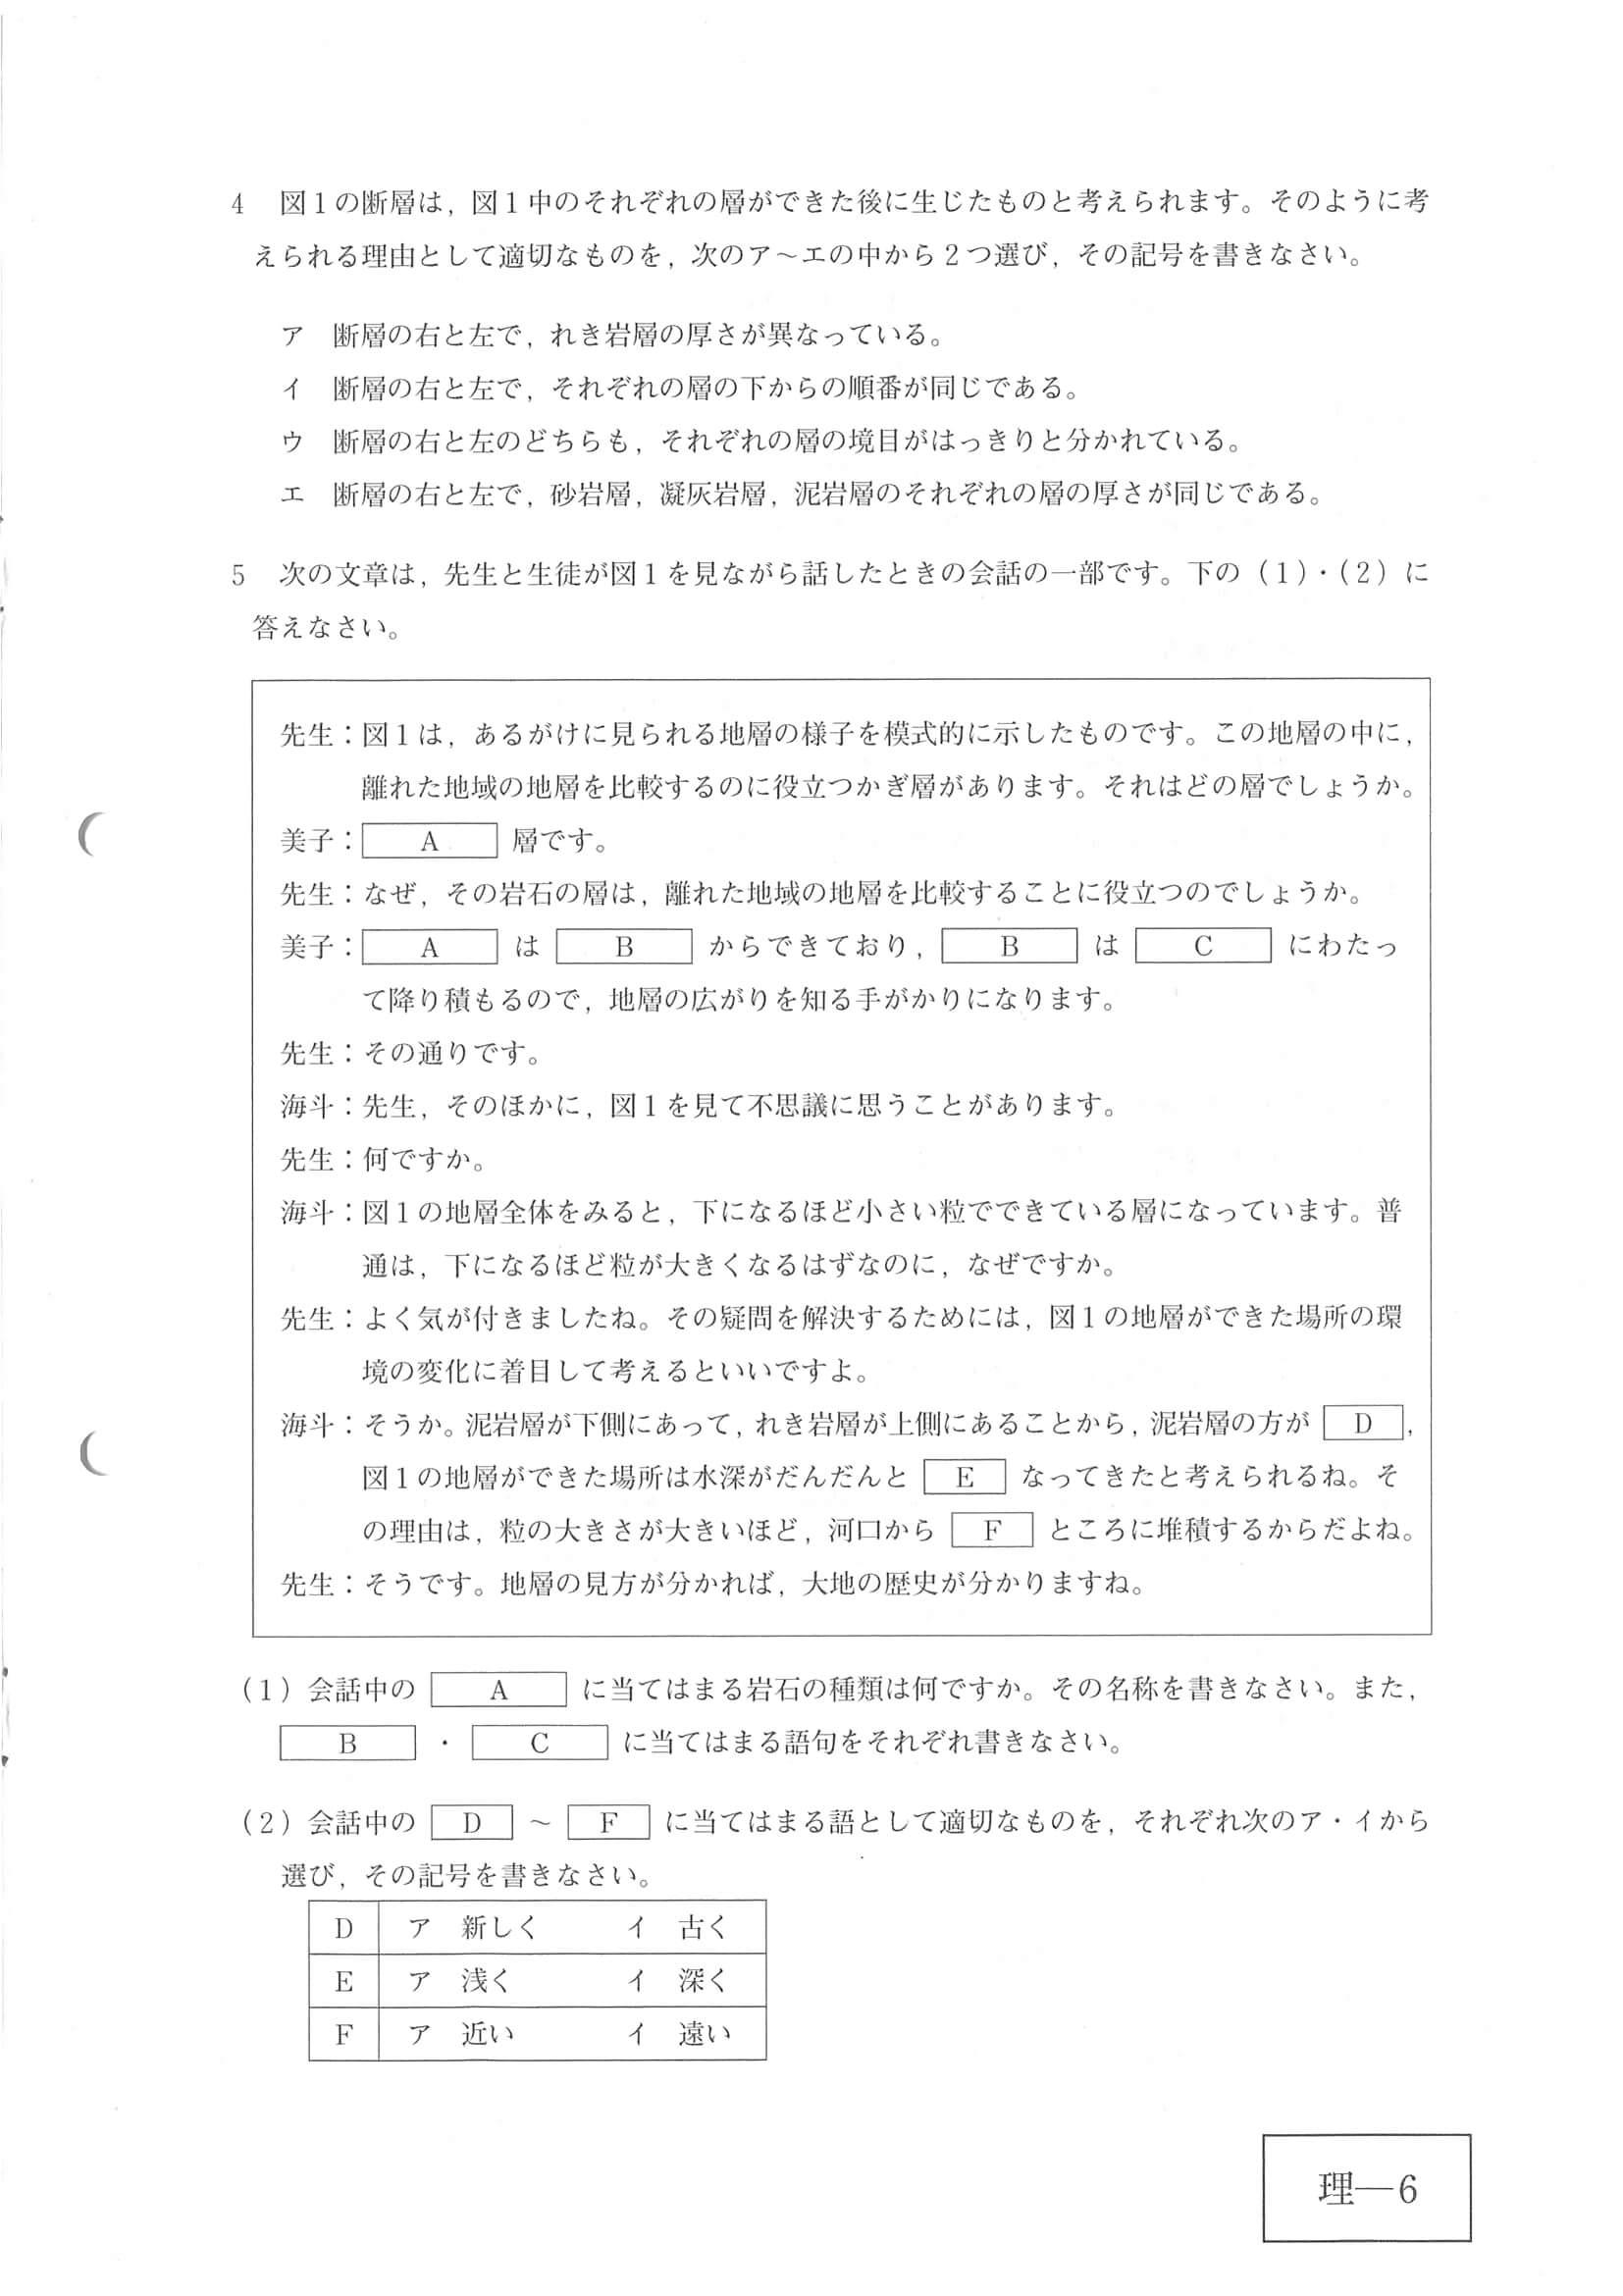 4　図1の断層は，図1中のそれぞれの層ができた後に生じたものと考えられます。そのように考
えられる理由として適切なものを，次のア～エの中から2つ選び，その記号を書きなさい。
ア　断層の右と左で，れき岩層の厚さが異なっている。
イ　断層の右と左で，それぞれの層の下からの順番が同じである。
ウ　断層の右と左のどちらも，それぞれの層の境目がはっきりと分かれている。
エ　断層の右と左で，砂岩層，凝灰岩層，泥岩層のそれぞれの層の厚さが同じである。
5　次の文章は，先生と生徒が図1を見ながら話したときの会話の一部です。下の（1）・（2）に
答えなさい。
先生：図1は，あるがけに見られる地層の様子を模式的に示したものです。この地層の中に，
離れた地域の地層を比較するのに役立つかぎ層があります。それはどの層でしょうか。
美子： A 層です。
先生：なぜ，その岩石の層は，離れた地域の地層を比較することに役立つのでしょうか。
美子： A は B からできており， B は C にわたっ
て降り積もるので，地層の広がりを知る手がかりになります。
先生：その通りです。
海斗：先生，そのほかに，図1を見て不思議に思うことがあります。
先生：何ですか。
海斗：図1の地層全体をみると，下になるほど小さい粒でできている層になっています。普
通は，下になるほど粒が大きくなるはずなのに，なぜですか。
先生：よく気が付きましたね。その疑問を解決するためには，図1の地層ができた場所の環
境の変化に着目して考えるといいですよ。
海斗：そうか。泥岩層が下側にあって，れき岩層が上側にあることから，泥岩層の方が D ，
図1の地層ができた場所は水深がだんだんと E なってきたと考えられるね。そ
の理由は，粒の大きさが大きいほど，河口から F ところに堆積するからだよね。
先生：そうです。地層の見方が分かれば，大地の歴史が分かりますね。
（1）会話中の A に当てはまる岩石の種類は何ですか。その名称を書きなさい。また，
B ・ C に当てはまる語句をそれぞれ書きなさい。
（2）会話中の D ～ F に当てはまる語として適切なものを，それぞれ次のア・イから
選び，その記号を書きなさい。
D　ア　新しく　イ　古く
E　ア　浅く　イ　深く
F　ア　近い　イ　遠い
理―6